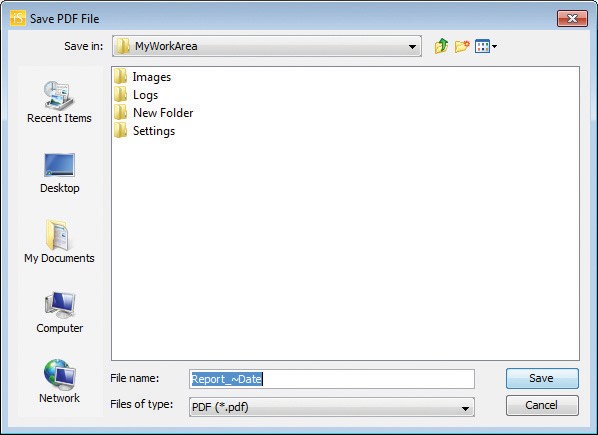 Save PDF File
Save in: MyWorkArea
Images
Logs
New Folder
Settings
Recent Items
Desktop
My Documents
Computer
Network
File name: Report_~Date Save
Files of type: PDF (*.pdf) Cancel